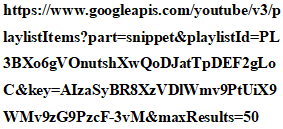 https://www.googleapis.com/youtube/v3/p
laylistItems?part=snippet&playlistId=PL
3BXo6gVOnutshXwQoDJatTpDEF2gLo
C&key=AIzaSyBR8XzVDlWmv9PtUiX9
WMv9zG9PzcF-3vM&maxResults=50